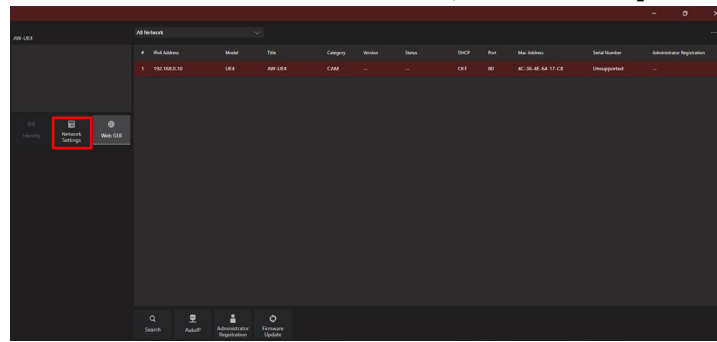 AW-UE4
All Network
# IPv4 Address Model Title Category Version Status DHCP Port Mac Address Serial Number Administrator Registration
1 192.168.0.10 UE4 AW-UE4 CAM --- --- OFF 80 4C-36-4E-64-17-C8 Unsupported ---
Identify
Network
Settings
Web GUI
Search
AutoIP
Administrator
Registration
Firmware
Update